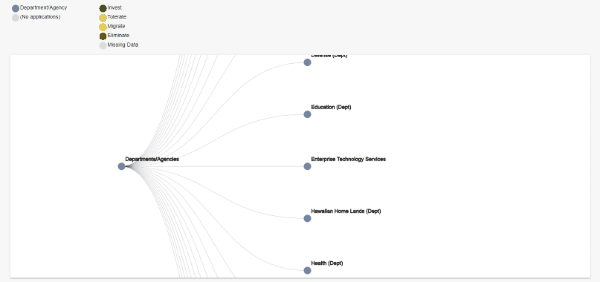 Department/Agency
(No applications)
Invest
Tolerate
Migrate
Eliminate
Missing Data
Defense (Dept)
Education (Dept)
Departments/Agencies
Enterprise Technology Services
Hawaiian Home Lands (Dept)
Health (Dept)